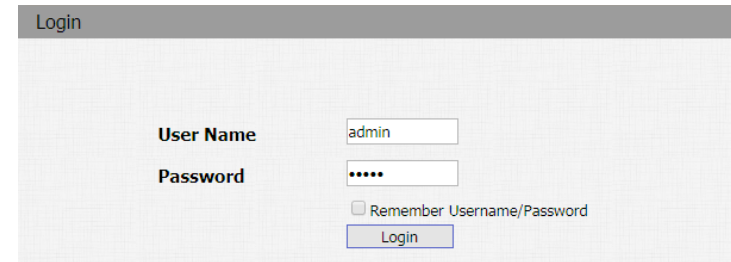 Login
User Name admin
Password •••••
Remember Username/Password
Login